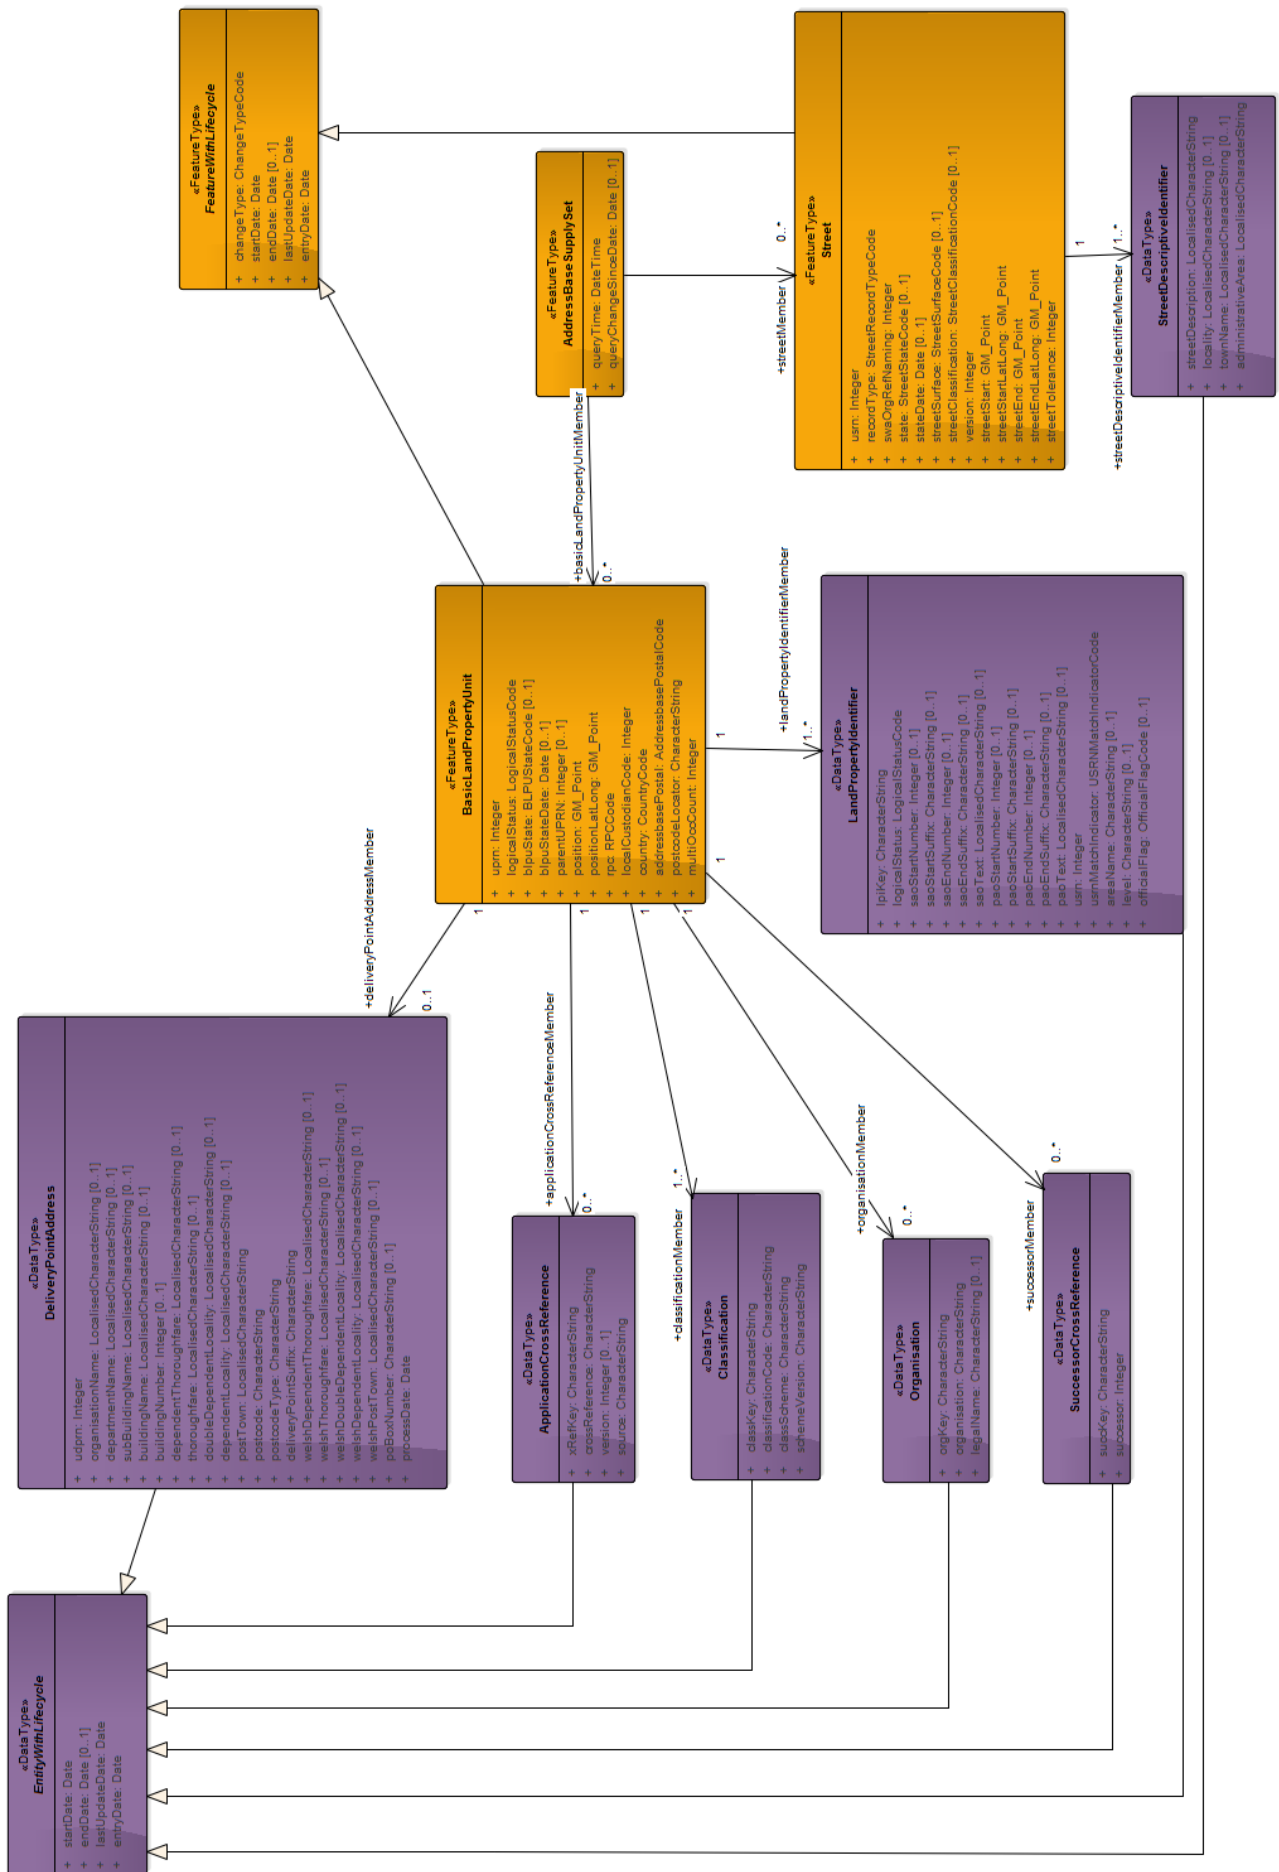 «FeatureType»
FeatureWithLifecycle
+ changeType: ChangeTypeCode
+ startDate: Date
+ endDate: Date [0..1]
+ lastUpdateDate: Date
+ entryDate: Date
«FeatureType»
AddressBaseSupplySet
+ queryTime: DateTime
+ queryChangeSinceDate: Date [0..1]
+streetMember
0..*
«FeatureType»
Street
+ usrn: Integer
+ recordType: StreetRecordTypeCode
+ swaOrgRefNaming: Integer
+ state: StreetStateCode [0..1]
+ stateDate: Date [0..1]
+ streetSurface: StreetSurfaceCode [0..1]
+ streetClassification: StreetClassificationCode [0..1]
+ version: Integer
+ streetStart: GM_Point
+ streetStartLatLong: GM_Point
+ streetEnd: GM_Point
+ streetEndLatLong: GM_Point
+ streetTolerance: Integer
1
+streetDescriptiveIdentifierMember
1..*
«DataType»
StreetDescriptiveIdentifier
+ streetDescription: LocalisedCharacterString
+ locality: LocalisedCharacterString [0..1]
+ townName: LocalisedCharacterString [0..1]
+ administrativeArea: LocalisedCharacterString
+basicLandPropertyUnitMember
0..*
«FeatureType»
BasicLandPropertyUnit
+ uprn: Integer
+ logicalStatus: LogicalStatusCode
+ blpuState: BLPUStateCode [0..1]
+ blpuStateDate: Date [0..1]
+ parentUPRN: Integer [0..1]
+ position: GM_Point
+ positionLatLong: GM_Point
+ rpc: RPCCode
+ localCustodianCode: Integer
+ country: CountryCode
+ addressbasePostal: AddressbasePostalCode
+ postcodeLocator: CharacterString
+ multiOccCount: Integer
1
+landPropertyIdentifierMember
1..*
«DataType»
LandPropertyIdentifier
+ lpiKey: CharacterString
+ logicalStatus: LogicalStatusCode
+ saoStartNumber: Integer [0..1]
+ saoStartSuffix: CharacterString [0..1]
+ saoEndNumber: Integer [0..1]
+ saoEndSuffix: CharacterString [0..1]
+ saoText: LocalisedCharacterString [0..1]
+ paoStartNumber: Integer [0..1]
+ paoStartSuffix: CharacterString [0..1]
+ paoEndNumber: Integer [0..1]
+ paoEndSuffix: CharacterString [0..1]
+ paoText: LocalisedCharacterString [0..1]
+ usrn: Integer
+ usrnMatchIndicator: USRNMatchIndicatorCode
+ areaName: CharacterString [0..1]
+ level: CharacterString [0..1]
+ officialFlag: OfficialFlagCode [0..1]
1
+deliveryPointAddressMember
0..1
1
+applicationCrossReferenceMember
0..*
1
+classificationMember
1..*
1
+organisationMember
0..*
1
+successorMember
0..*
«DataType»
DeliveryPointAddress
+ udprn: Integer
+ organisationName: LocalisedCharacterString [0..1]
+ departmentName: LocalisedCharacterString [0..1]
+ subBuildingName: LocalisedCharacterString [0..1]
+ buildingName: LocalisedCharacterString [0..1]
+ buildingNumber: Integer [0..1]
+ dependentThoroughfare: LocalisedCharacterString [0..1]
+ thoroughfare: LocalisedCharacterString [0..1]
+ doubleDependentLocality: LocalisedCharacterString [0..1]
+ dependentLocality: LocalisedCharacterString [0..1]
+ postTown: LocalisedCharacterString
+ postcode: CharacterString
+ postcodeType: CharacterString
+ deliveryPointSuffix: CharacterString
+ welshDependentThoroughfare: LocalisedCharacterString [0..1]
+ welshThoroughfare: LocalisedCharacterString [0..1]
+ welshDoubleDependentLocality: LocalisedCharacterString [0..1]
+ welshDependentLocality: LocalisedCharacterString [0..1]
+ welshPostTown: LocalisedCharacterString [0..1]
+ poBoxNumber: CharacterString [0..1]
+ processDate: Date
«DataType»
ApplicationCrossReference
+ xRefKey: CharacterString
+ crossReference: CharacterString
+ version: Integer [0..1]
+ source: CharacterString
«DataType»
Classification
+ classKey: CharacterString
+ classificationCode: CharacterString
+ classScheme: CharacterString
+ schemeVersion: CharacterString
«DataType»
Organisation
+ orgKey: CharacterString
+ organisation: CharacterString
+ legalName: CharacterString [0..1]
«DataType»
SuccessorCrossReference
+ succKey: CharacterString
+ successor: Integer
«DataType»
EntityWithLifecycle
+ startDate: Date
+ endDate: Date [0..1]
+ lastUpdateDate: Date
+ entryDate: Date